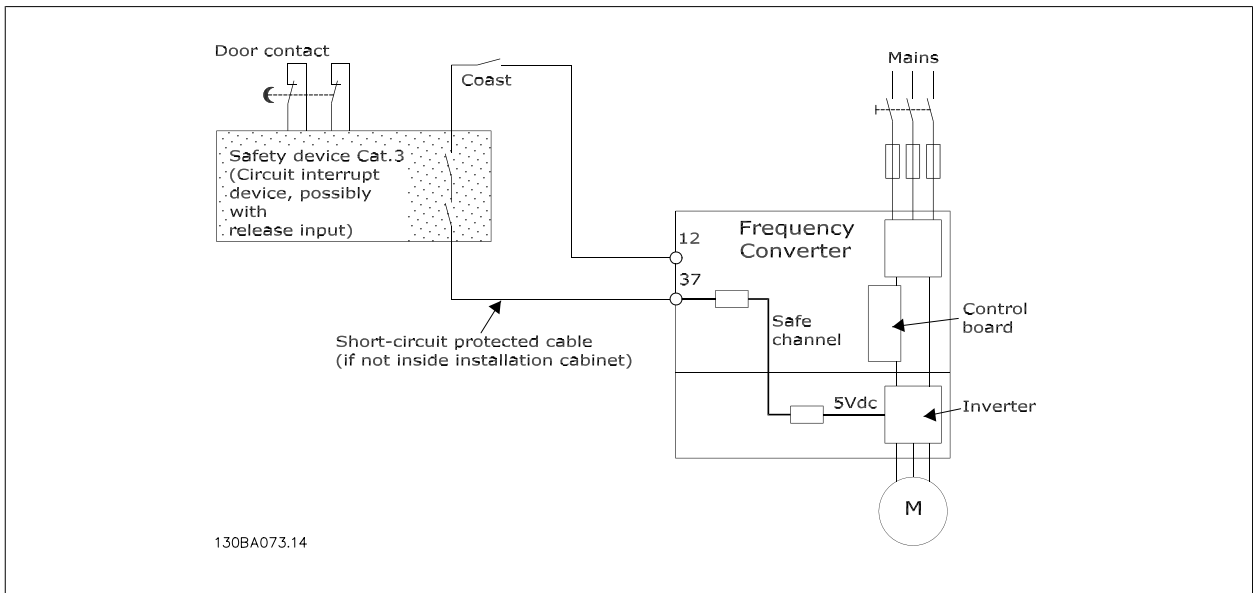 Door contact
Coast
Mains
Safety device Cat.3
(Circuit interrupt
device, possibly
with
release input)
12
Frequency
Converter
37
Safe
channel
Control
board
Short-circuit protected cable
(if not inside installation cabinet)
5Vdc
Inverter
M
130BA073.14